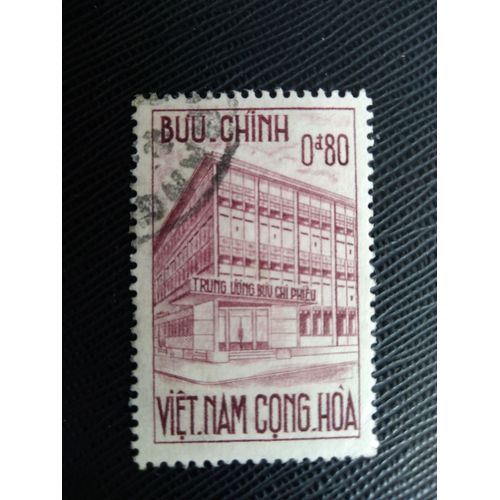 BƯU-CHÍNH
0đ80
TRUNG ƯƠNG BƯU CHI PHIẾU
VIỆT-NAM CỘNG-HÒA